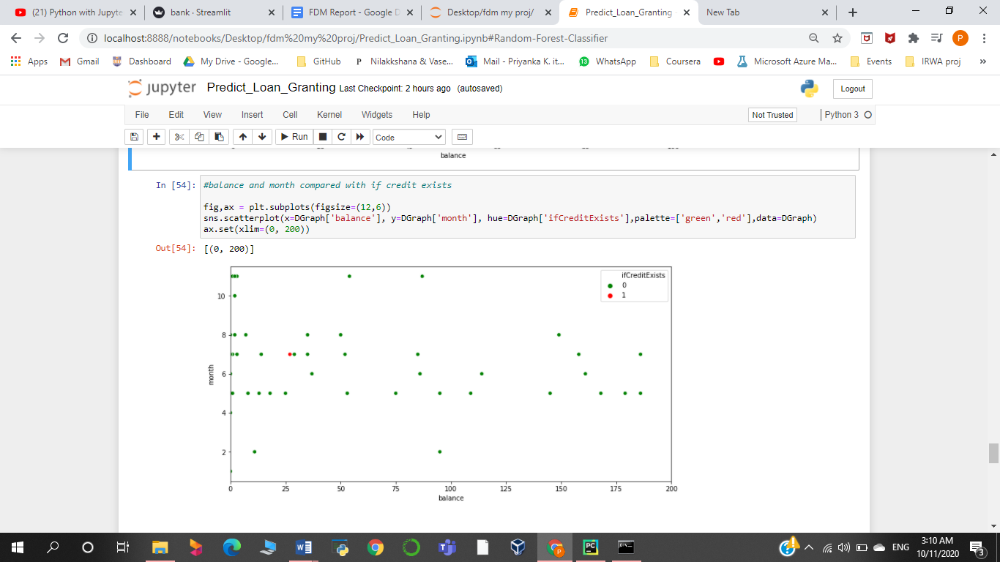 (21) Python with Jupyte
bank · Streamlit
FDM Report - Google D
Desktop/fdm my proj/
Predict_Loan_Granting
New Tab
localhost:8888/notebooks/Desktop/fdm%20my%20proj/Predict_Loan_Granting.ipynb#Random-Forest-Classifier
P
Apps
Gmail
Dashboard
My Drive - Google...
GitHub
P Nilakkshana & Vase...
Mail - Priyanka K. it...
13 WhatsApp
Coursera
Microsoft Azure Ma...
Events
IRWA proj
»
jupyter Predict_Loan_Granting Last Checkpoint: 2 hours ago (autosaved)
Logout
File Edit View Insert Cell Kernel Widgets Help
Not Trusted
Python 3
Run
Code
balance
In [54]: #balance and month compared with if credit exists
fig,ax = plt.subplots(figsize=(12,6))
sns.scatterplot(x=DGraph['balance'], y=DGraph['month'], hue=DGraph['ifCreditExists'],palette=['green','red'],data=DGraph)
ax.set(xlim=(0, 200))
Out[54]: [(0, 200)]
ifCreditExists
0
1
10
8
6
4
2
month
0 25 50 75 100 125 150 175 200
balance
ENG
3:10 AM
10/11/2020
3